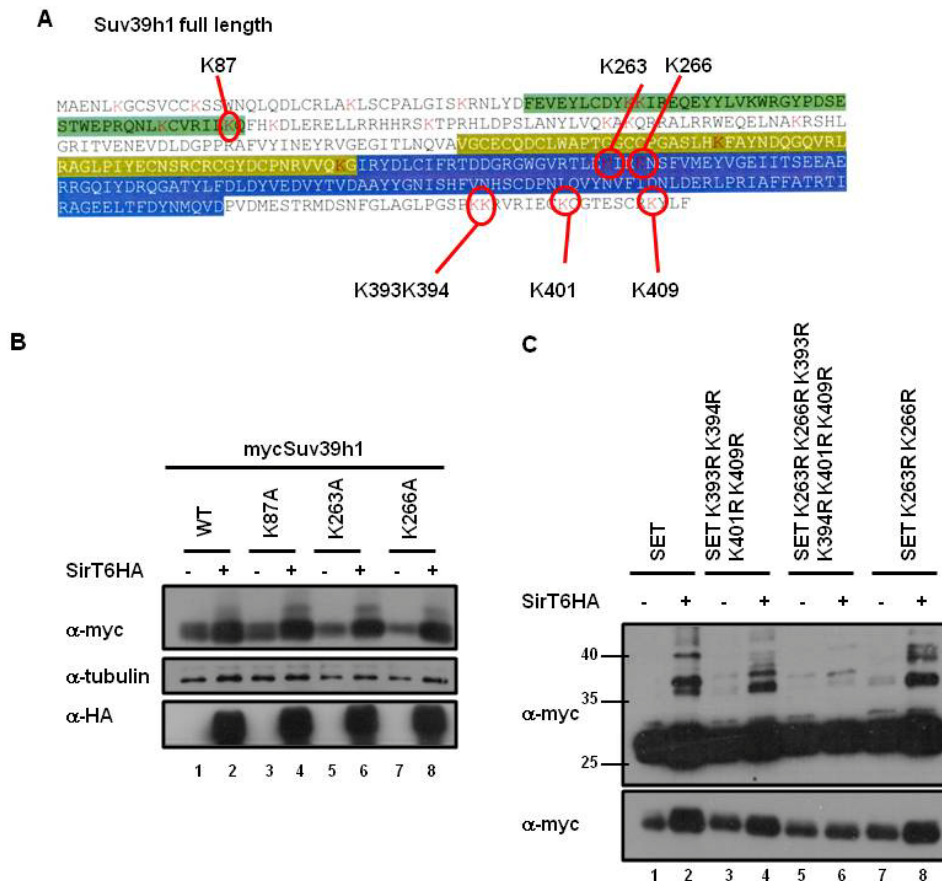 A
Suv39h1 full length
K87
K263
K266
MAENLKGCSVCCKSSWNQLQDLCRLAKLSCPALGISKRNLYDFEVEYLCDYKKIREQEYYLVKWRGYPDSE
STWEPRQNLKCVRILKQFHKDLERELLRRHHRSKTPRHLDPSLANYLVQKAKQRRALRRWEQELNAKRSHL
GRITVENEVDLDGPPRAFVYINEYRVGEGITLNQVAVGCECQDCLWAPTGGCCPGASLHKFAYNDQGQVRL
RAGLPIYECNSRCRCGYDCPNRVVQKGIRYDLCIFRTDDGRGWGVRTLEKIRKNSFVMEYVGEIITSEEAE
RRGQIYDRQGATYLFDLDYVEDVYTVDAAYYGNISHFVNHSCDPNLQVYNVFIDNLDERLPRIAFFATRTI
RAGEELTFDYNMQVDPVDMESTRMDSNFGLAGLPGSPKKRVRIECKCGTESCRKYLF
K393K394
K401
K409
B
mycSuv39h1
WT
K87A
K263A
K266A
SirT6HA - + - + - + - +
α-myc
α-tubulin
α-HA
1 2 3 4 5 6 7 8
C
SET
SET K393R K394R
K401R K409R
SET K263R K266R K393R
K394R K401R K409R
SET K263R K266R
SirT6HA - + - + - + - +
40
35
α-myc
25
α-myc
1 2 3 4 5 6 7 8